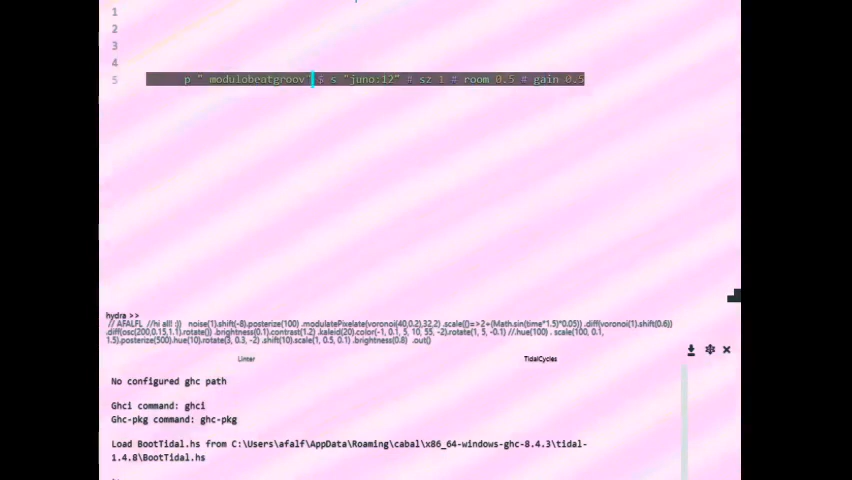 1
2
3
4
5 p " modulobeatgroov" $ s "juno:12" # sz 1 # room 0.5 # gain 0.5
hydra >>
// AFALFL //hi all! :)) noise(1).shift(-8).posterize(100) .modulatePixelate(voronoi(40,0.2),32,2) .scale(()=>2+(Math.sin(time*1.5)*0.05)) .diff(voronoi(1).shift(0.6))
.diff(osc(200,0.15,1.1).rotate()) .brightness(0.1).contrast(1.2) .kaleid(20).color(-1, 0.1, 5, 10, 55, -2).rotate(1, 5, -0.1) //.hue(100) . scale(100, 0.1,
1.5).posterize(500).hue(10).rotate(3, 0.3, -2) .shift(10).scale(1, 0.5, 0.1) .brightness(0.8) .out()
Linter TidalCycles
No configured ghc path
Ghci command: ghci
Ghc-pkg command: ghc-pkg
Load BootTidal.hs from C:\Users\afalf\AppData\Roaming\cabal\x86_64-windows-ghc-8.4.3\tidal-
1.4.8\BootTidal.hs